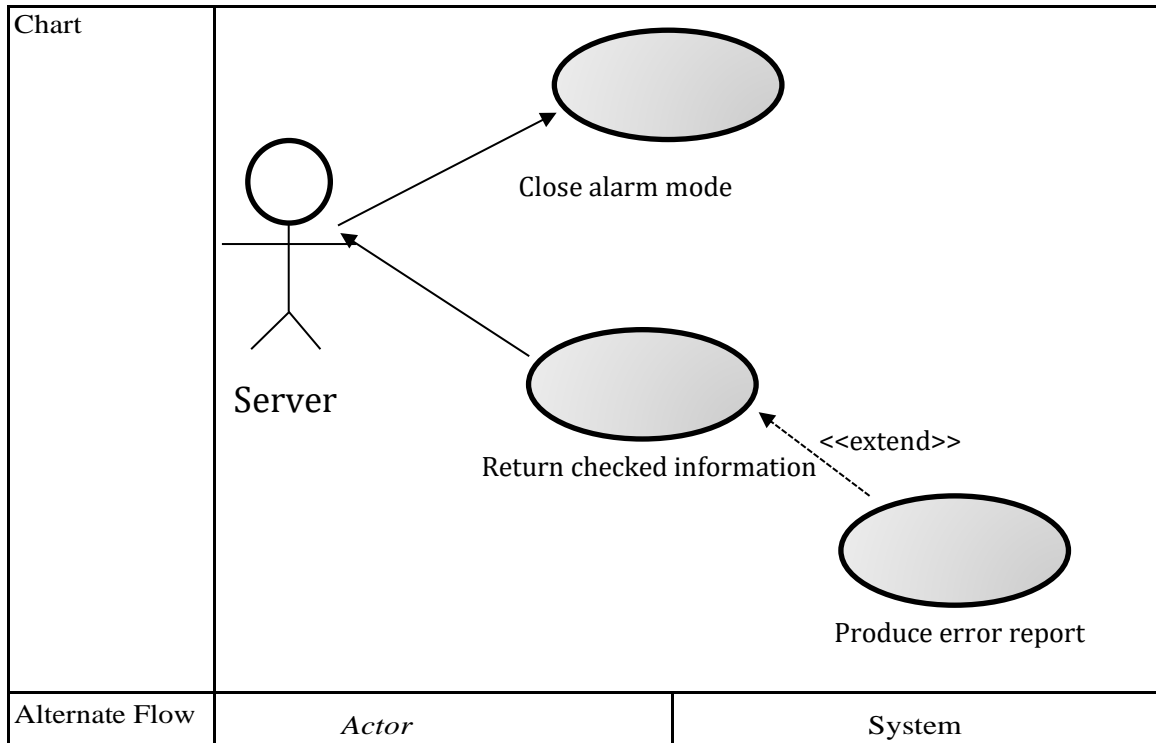 Chart
Close alarm mode
Server
<<extend>>
Return checked information
Produce error report
Alternate Flow
Actor
System